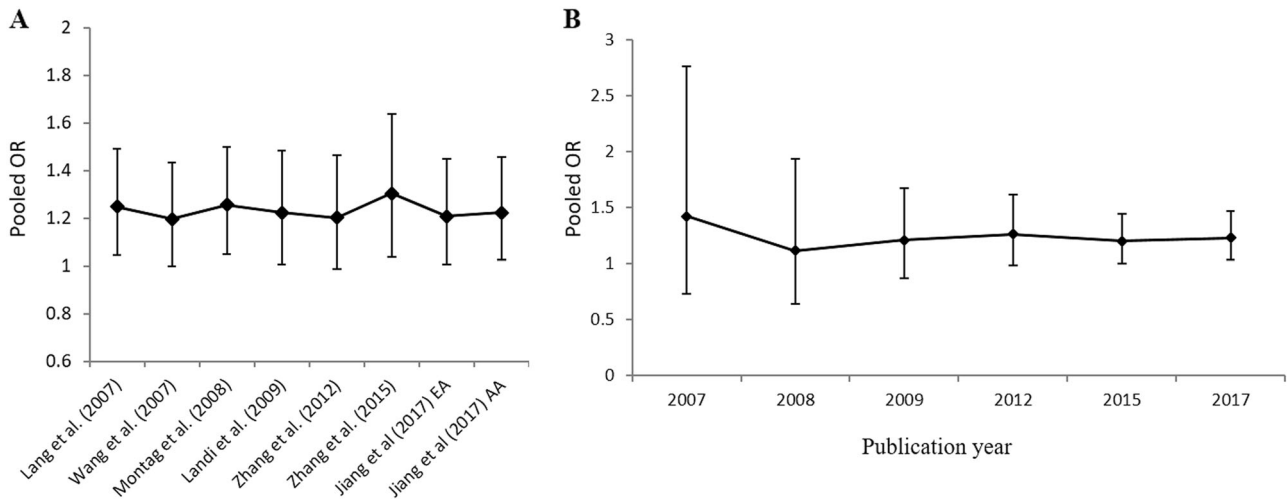 A
2
1.8
1.6
1.4
1.2
1
0.8
0.6
Pooled OR
Lang et al. (2007)
Wang et al. (2007)
Montag et al. (2008)
Landi et al. (2009)
Zhang et al. (2012)
Zhang et al. (2015)
Jiang et al (2017) EA
Jiang et al (2017) AA
B
3
2.5
2
1.5
1
0.5
0
Pooled OR
2007 2008 2009 2012 2015 2017
Publication year